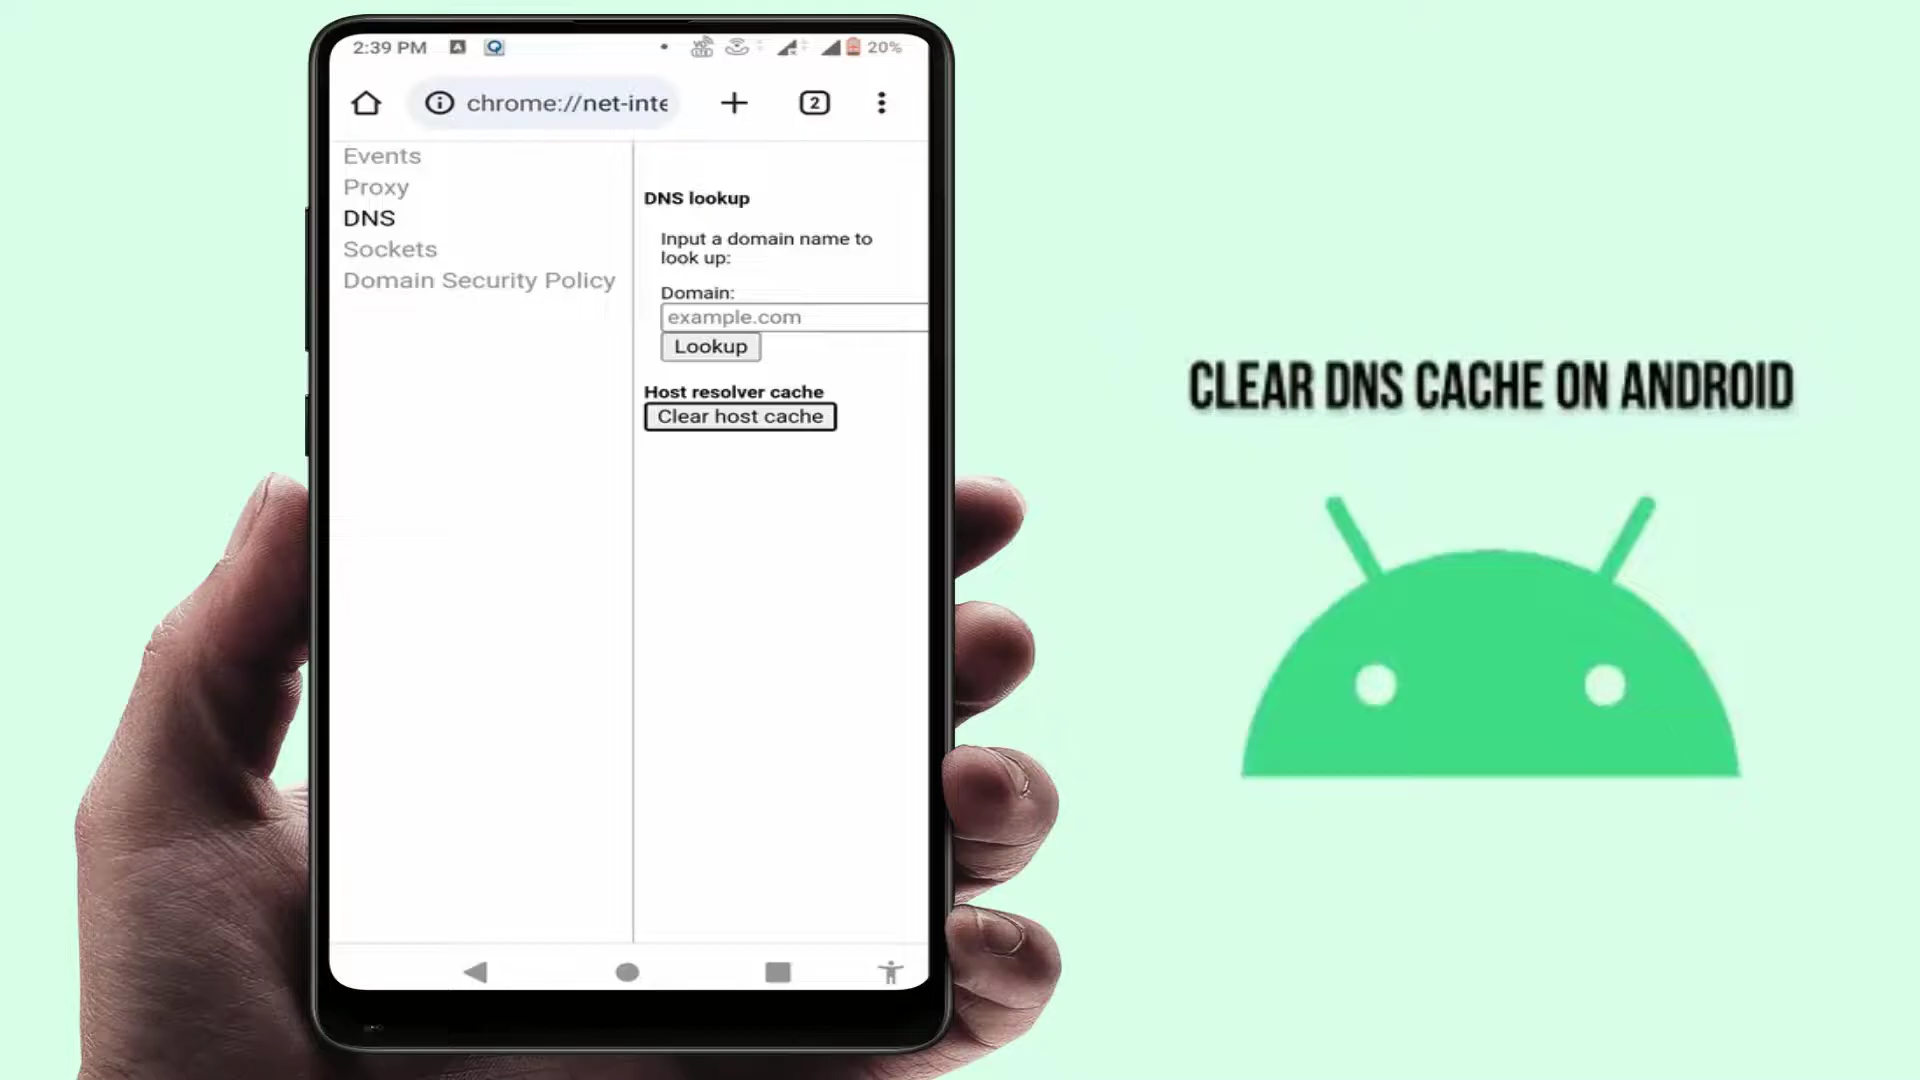 2:39 PM
20%
chrome://net-inte
2
Events
Proxy
DNS
Sockets
Domain Security Policy
DNS lookup
Input a domain name to
look up:
Domain:
example.com
Lookup
Host resolver cache
Clear host cache
CLEAR DNS CACHE ON ANDROID